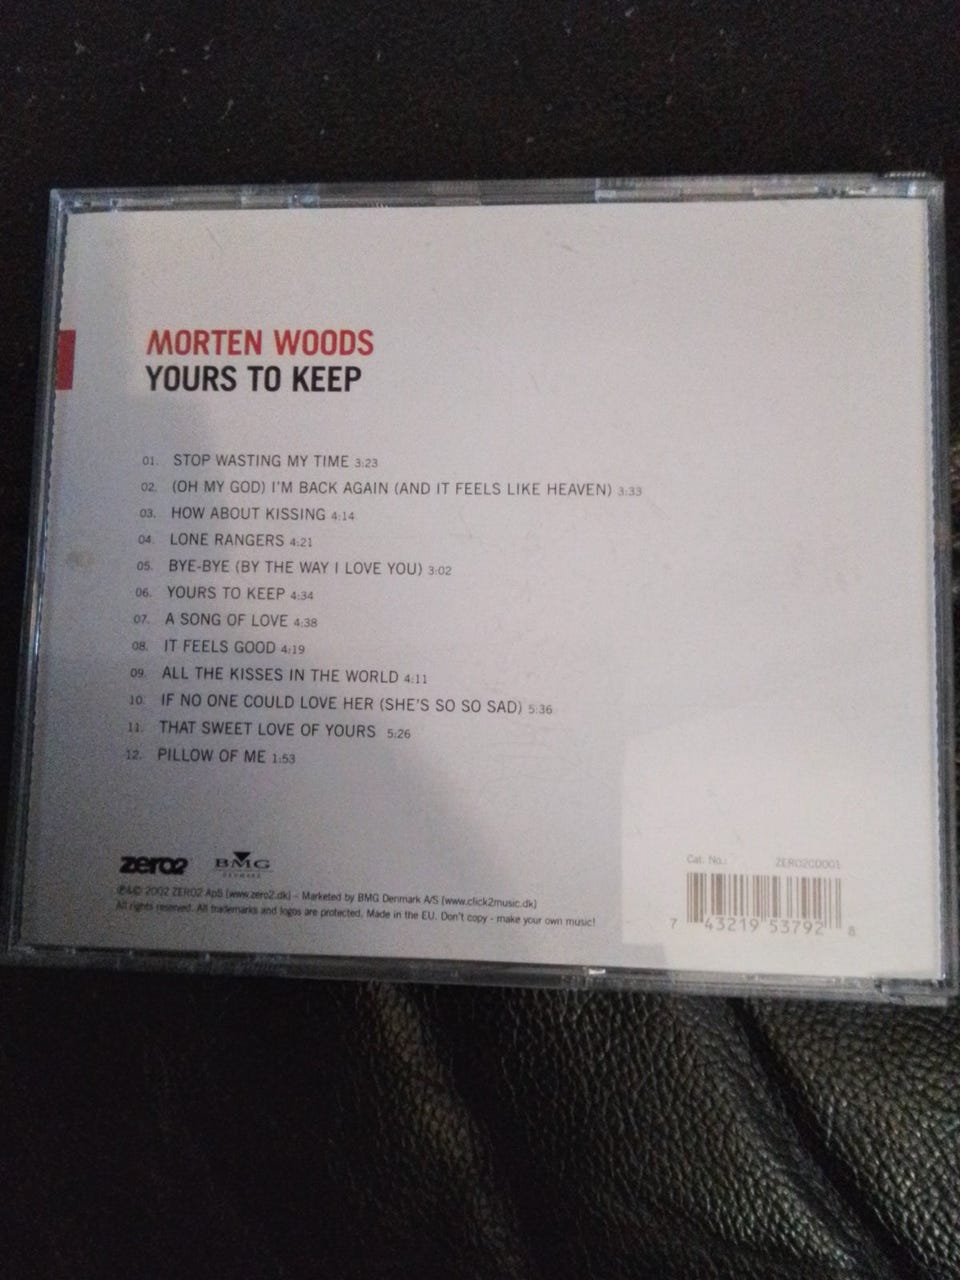 MORTEN WOODS
YOURS TO KEEP
01. STOP WASTING MY TIME 3:23
02. (OH MY GOD) I'M BACK AGAIN (AND IT FEELS LIKE HEAVEN) 3:33
03. HOW ABOUT KISSING 4:14
04. LONE RANGERS 4:21
05. BYE-BYE (BY THE WAY I LOVE YOU) 3:02
06. YOURS TO KEEP 4:34
07. A SONG OF LOVE 4:38
08. IT FEELS GOOD 4:19
09. ALL THE KISSES IN THE WORLD 4:11
10. IF NO ONE COULD LOVE HER (SHE'S SO SO SAD) 5:36
11. THAT SWEET LOVE OF YOURS 5:26
12. PILLOW OF ME 1:53
zero2 BMG
DENMARK
℗&© 2002 ZERO2 ApS (www.zero2.dk) - Marketed by BMG Denmark A/S (www.click2music.dk)
All rights reserved. All trademarks and logos are protected. Made in the EU. Don't copy - make your own music!
Cat. No.: ZERO2CD001
7 43219 53792 8